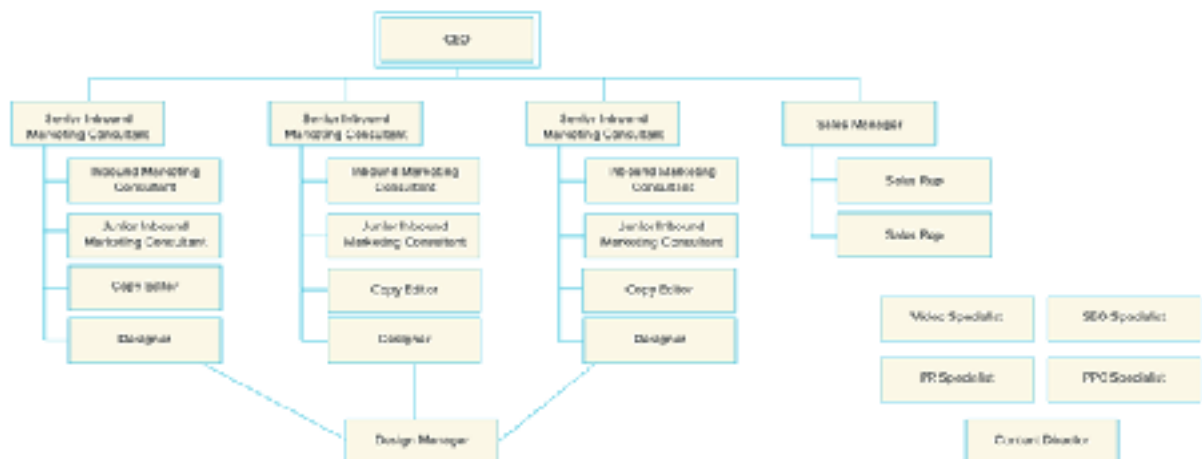 CEO
Senior Inbound
Marketing Consultant
Senior Inbound
Marketing Consultant
Senior Inbound
Marketing Consultant
Sales Manager
Inbound Marketing
Consultant
Inbound Marketing
Consultant
Inbound Marketing
Consultant
Sales Rep
Junior Inbound
Marketing Consultant
Junior Inbound
Marketing Consultant
Junior Inbound
Marketing Consultant
Sales Rep
Copy Editor
Copy Editor
Copy Editor
Designer
Designer
Designer
Video Specialist
SEO Specialist
PR Specialist
PPC Specialist
Design Manager
Content Director